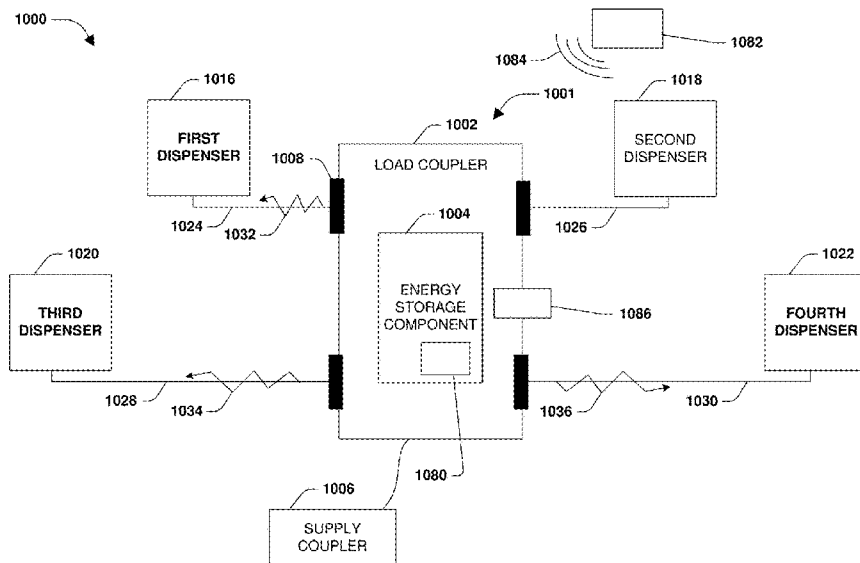 1000
1082
1084
1016
1018
1001
1002
FIRST
DISPENSER
1008
LOAD COUPLER
SECOND
DISPENSER
1024
1032
1004
1026
1020
1022
THIRD
DISPENSER
ENERGY
STORAGE
COMPONENT
1086
FOURTH
DISPENSER
1028
1034
1036
1030
1006
1080
SUPPLY
COUPLER